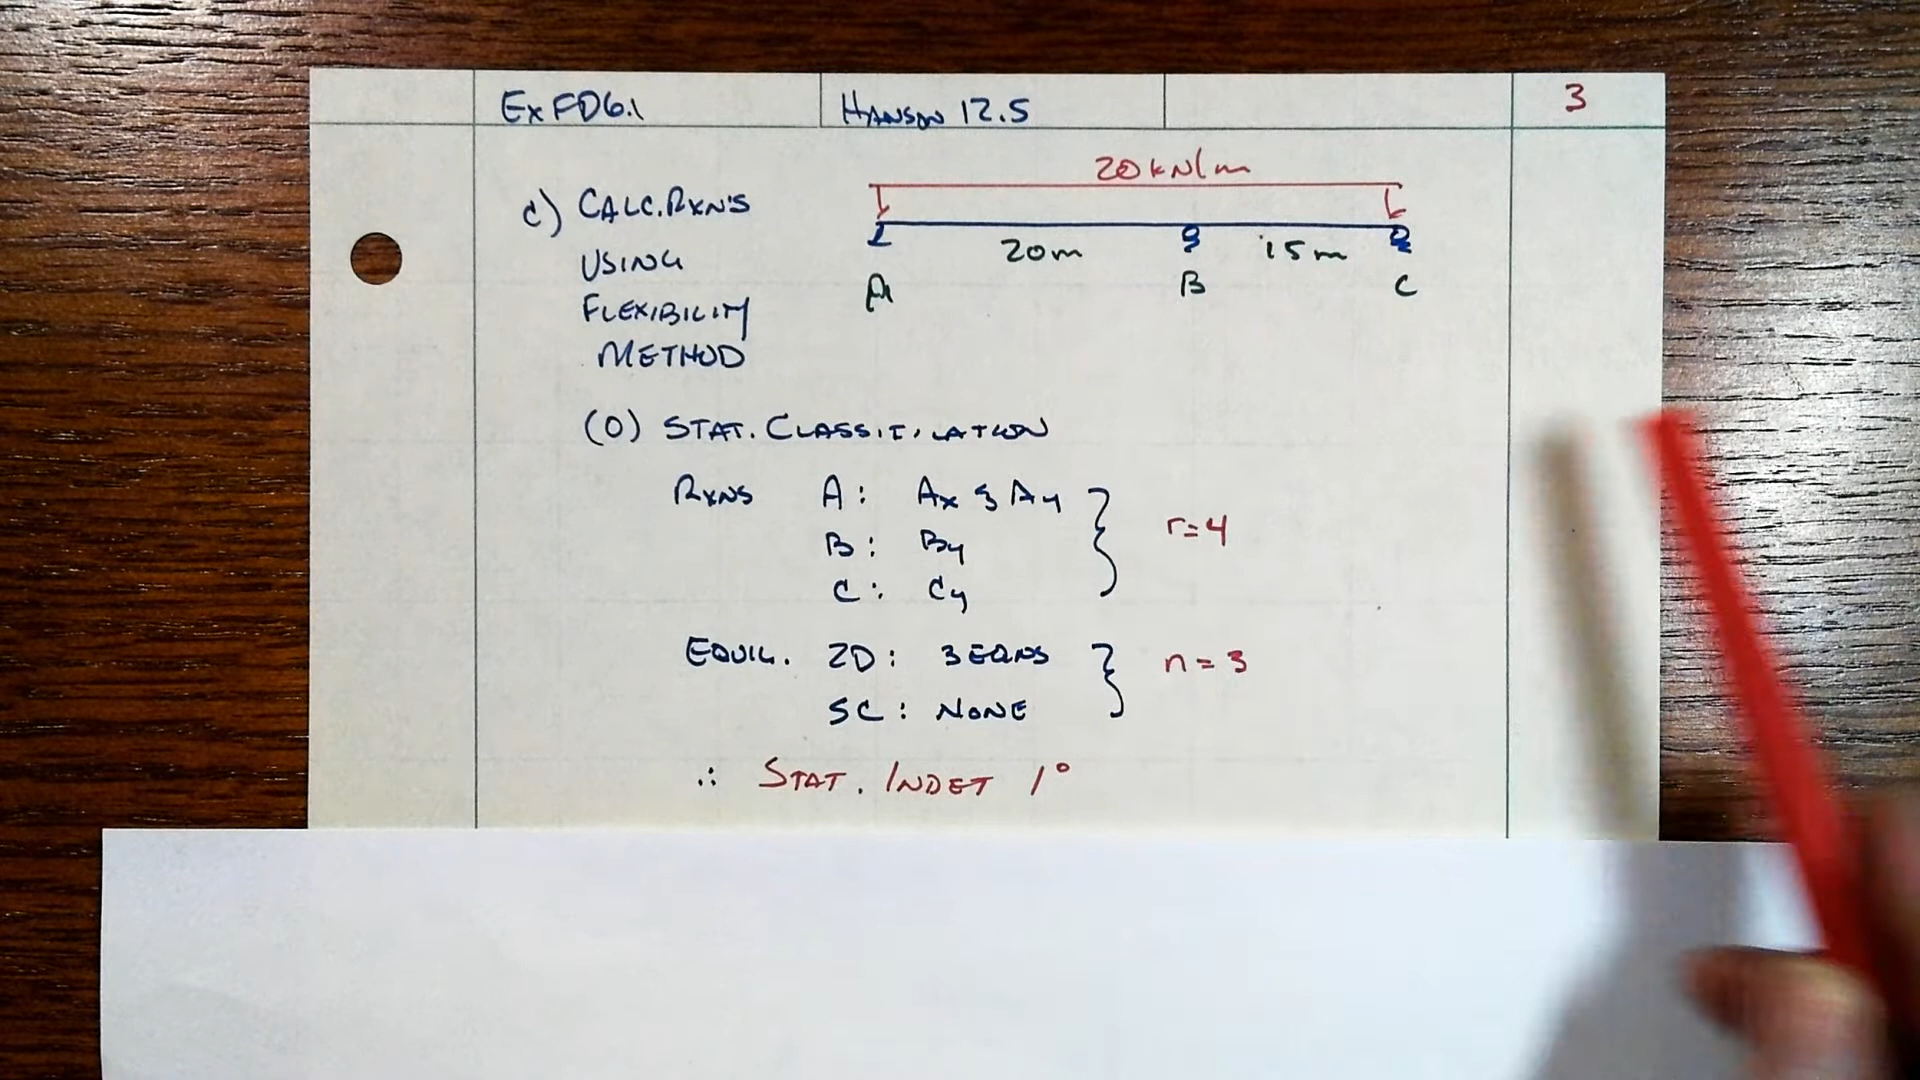 EX FD6.1
HANSON 12.5
3
c) CALC. RXN'S
USING
FLEXIBILITY
METHOD
20 kN/m
20m
15m
A
B
C
(0) STAT. CLASSIFICATION
RXNS A: Ax & Ay
B: By
C: Cy
} r=4
EQUIL. 2D: 3 EQNS
SC: NONE
} n=3
∴ STAT. INDET 1°